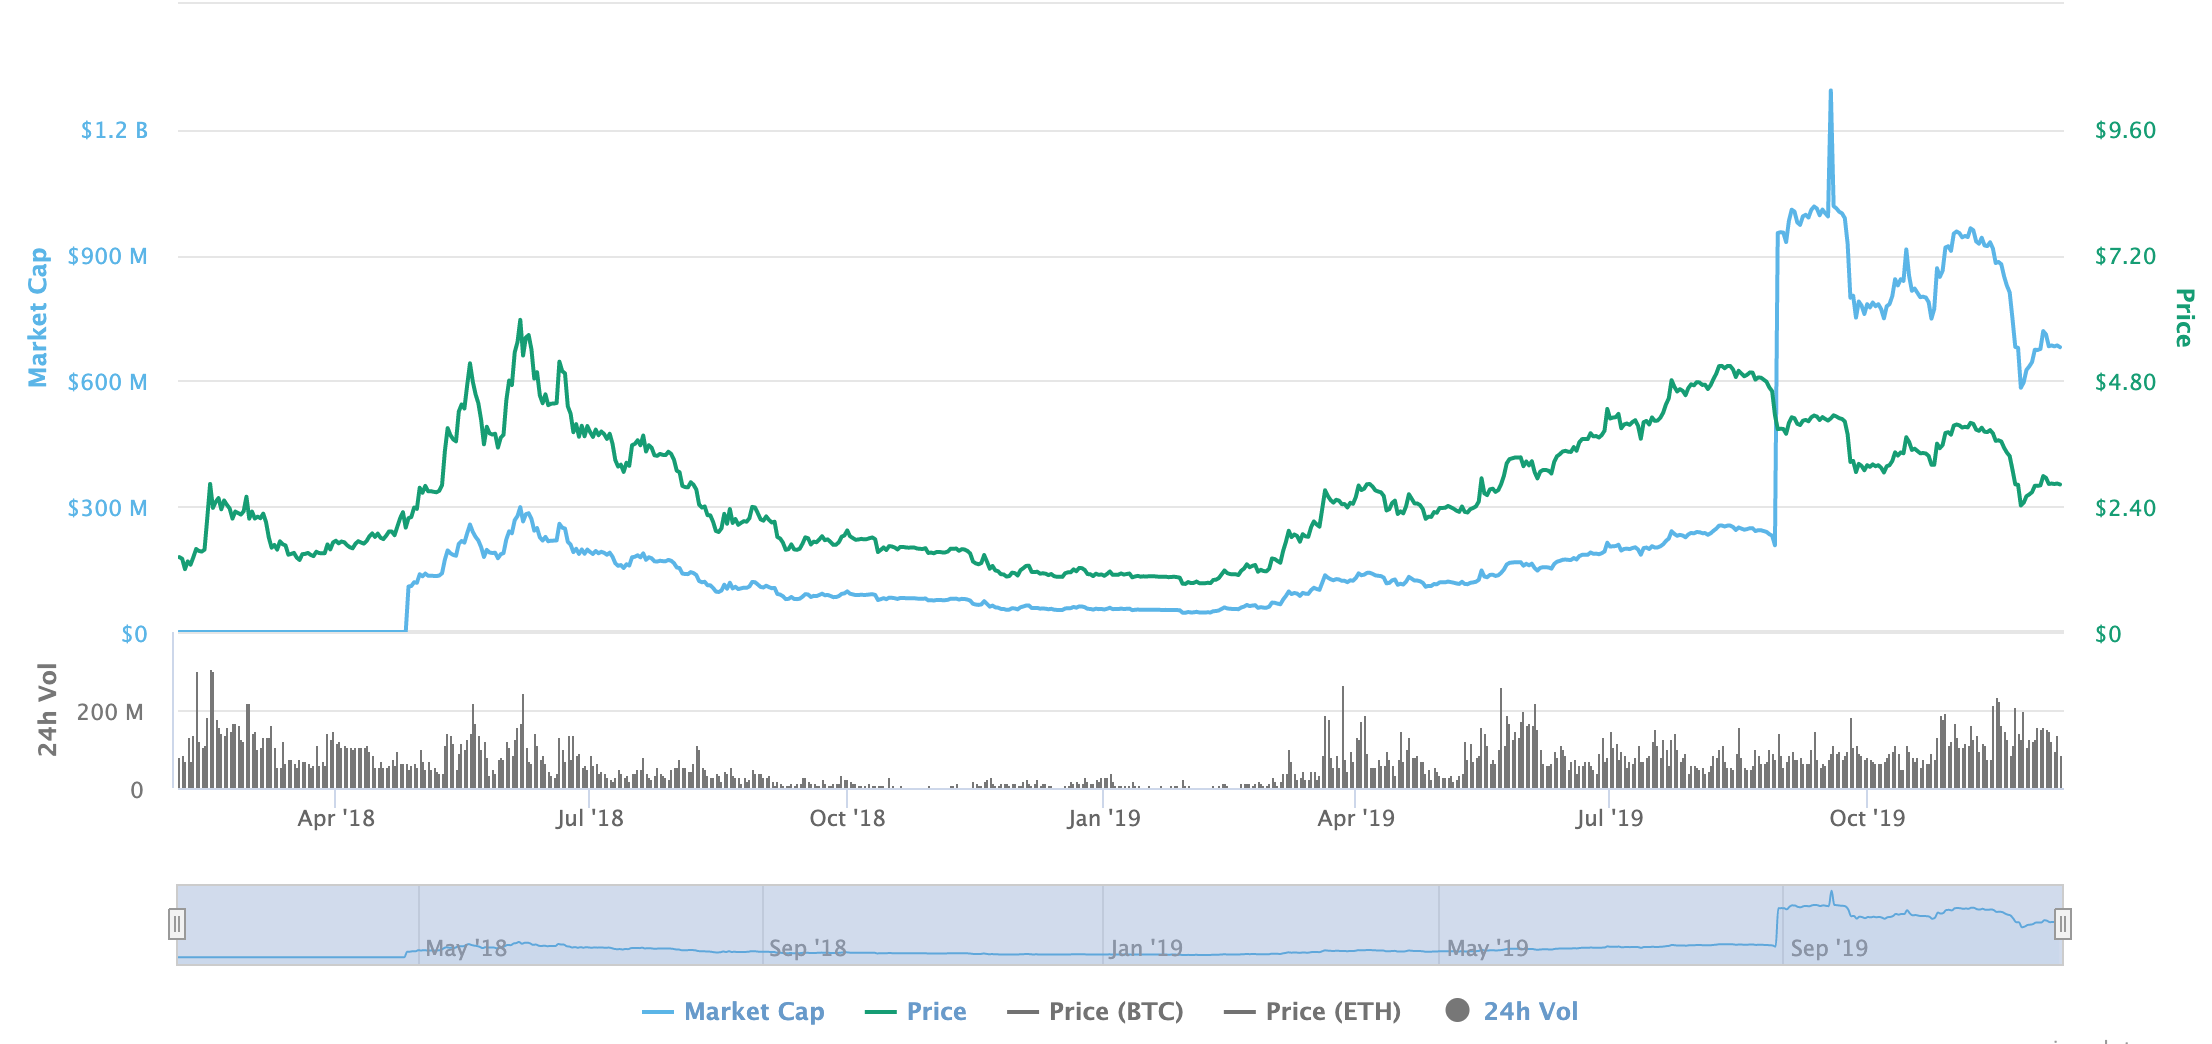 $1.2 B
$9.60
$900 M
$7.20
Market Cap
Price
$600 M
$4.80
$300 M
$2.40
$0
$0
24h Vol
200 M
0
Apr '18
Jul '18
Oct '18
Jan '19
Apr '19
Jul '19
Oct '19
May '18
Sep '18
Jan '19
May '19
Sep '19
Market Cap
Price
Price (BTC)
Price (ETH)
24h Vol